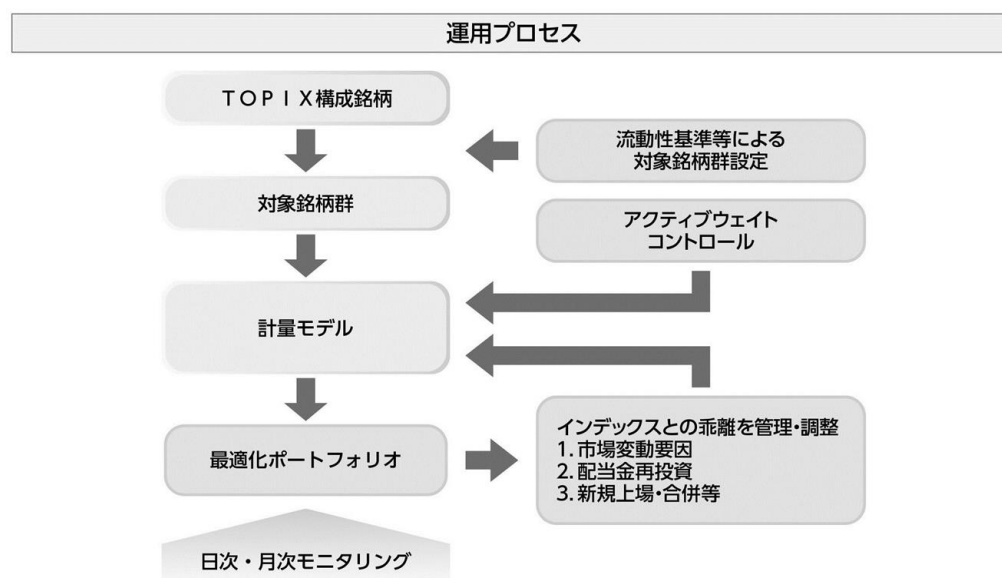 運用プロセス
ＴＯＰＩＸ構成銘柄
流動性基準等による
対象銘柄群設定
対象銘柄群
アクティブウェイト
コントロール
計量モデル
インデックスとの乖離を管理・調整
1. 市場変動要因
2. 配当金再投資
3. 新規上場・合併等
最適化ポートフォリオ
日次・月次モニタリング